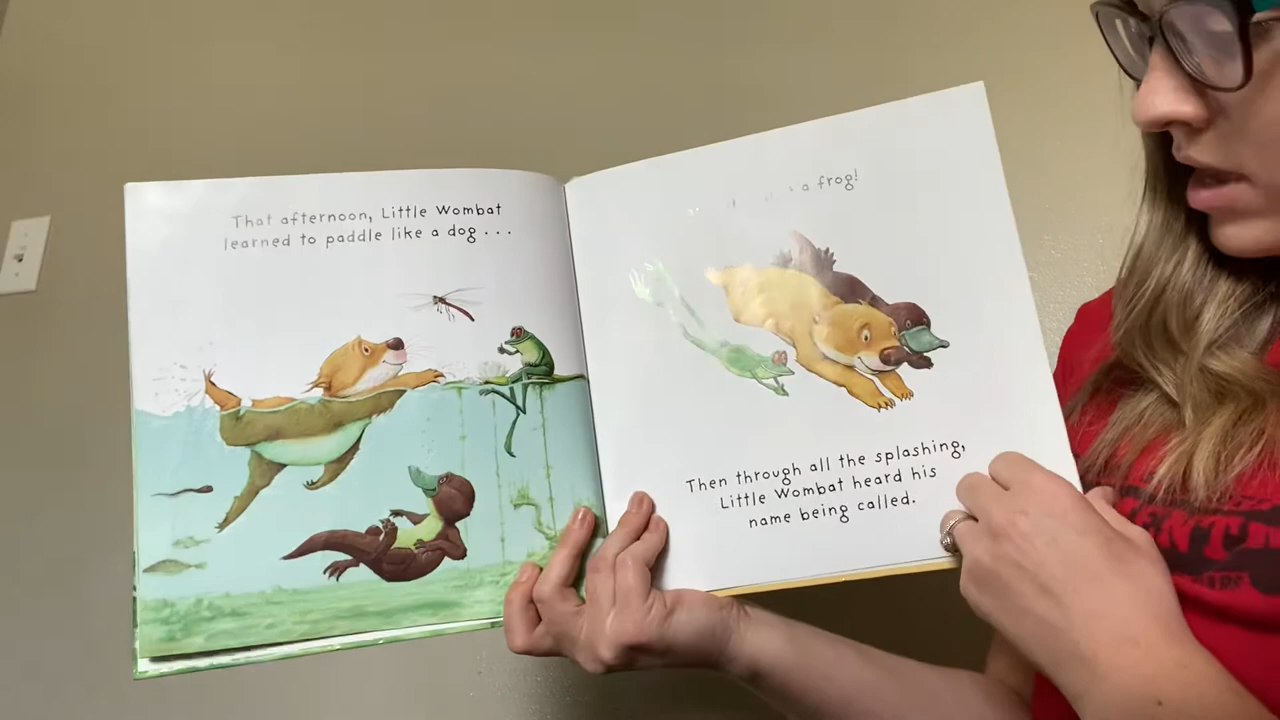 That afternoon, Little Wombat
learned to paddle like a dog . . .
a frog!
Then through all the splashing,
Little Wombat heard his
name being called.